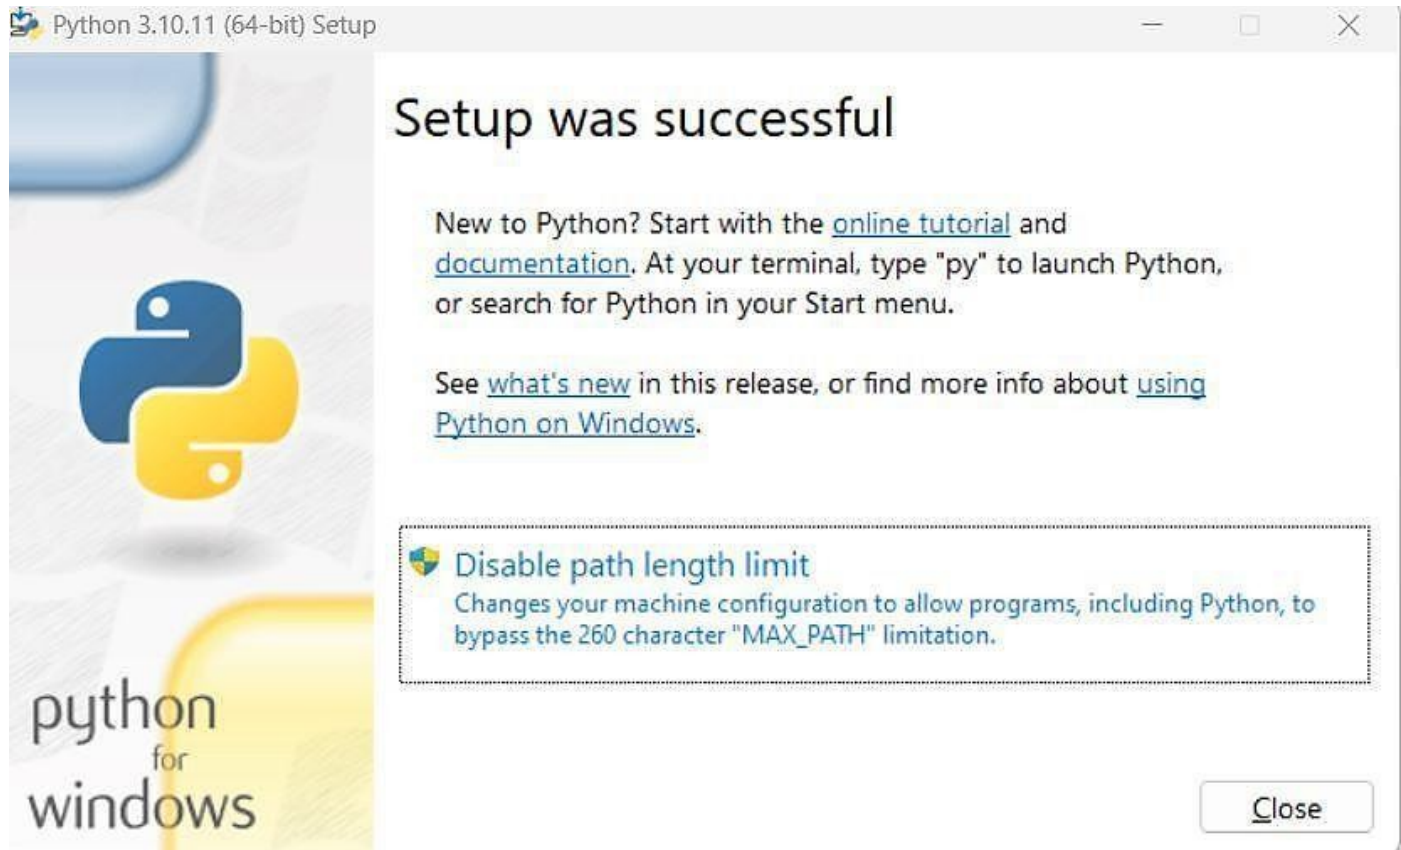 Python 3.10.11 (64-bit) Setup
Setup was successful
New to Python? Start with the online tutorial and
documentation. At your terminal, type "py" to launch Python,
or search for Python in your Start menu.
See what's new in this release, or find more info about using
Python on Windows.
Disable path length limit
Changes your machine configuration to allow programs, including Python, to
bypass the 260 character "MAX_PATH" limitation.
python
for
windows
Close